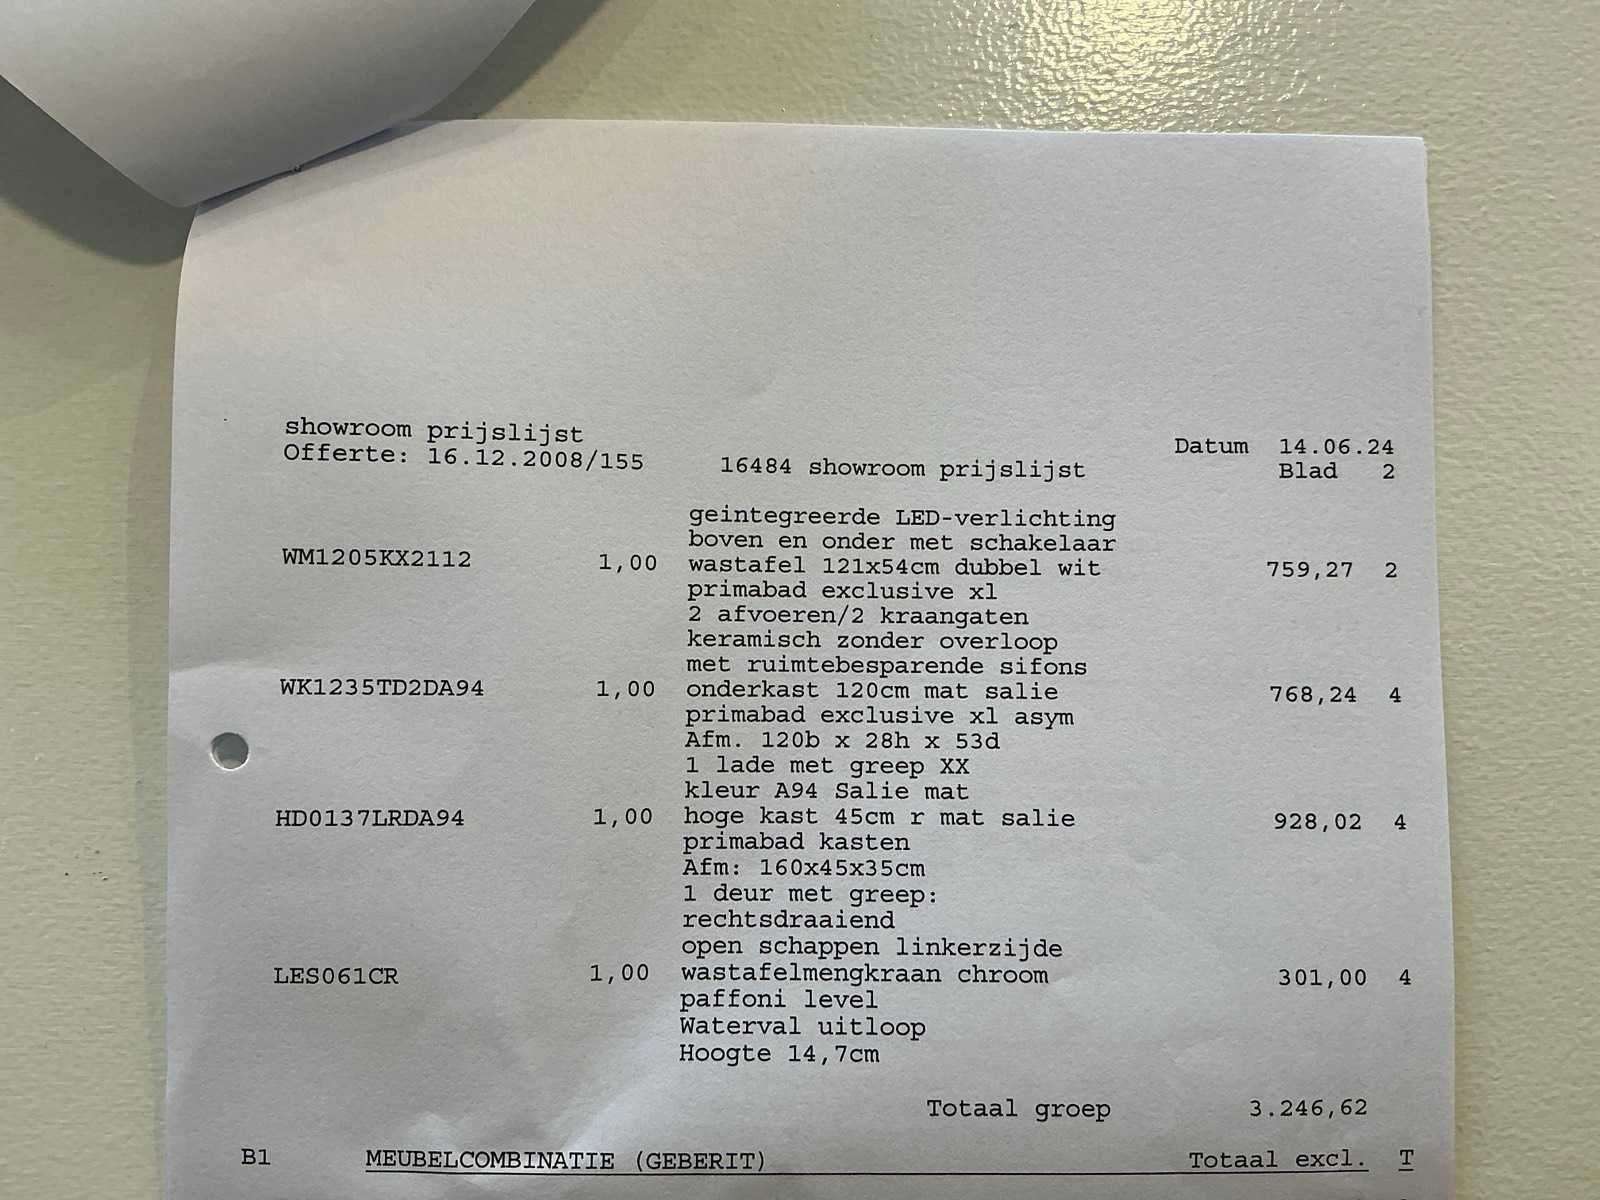 showroom prijslijst
Offerte: 16.12.2008/155 16484 showroom prijslijst Datum 14.06.24
Blad 2
geintegreerde LED-verlichting
boven en onder met schakelaar
WM1205KX2112 1,00 wastafel 121x54cm dubbel wit 759,27 2
primabad exclusive xl
2 afvoeren/2 kraangaten
keramisch zonder overloop
met ruimtebesparende sifons
WK1235TD2DA94 1,00 onderkast 120cm mat salie 768,24 4
primabad exclusive xl asym
Afm. 120b x 28h x 53d
1 lade met greep XX
kleur A94 Salie mat
HD0137LRDA94 1,00 hoge kast 45cm r mat salie 928,02 4
primabad kasten
Afm: 160x45x35cm
1 deur met greep:
rechtsdraaiend
open schappen linkerzijde
LES061CR 1,00 wastafelmengkraan chroom 301,00 4
paffoni level
Waterval uitloop
Hoogte 14,7cm
Totaal groep 3.246,62
B1 MEUBELCOMBINATIE (GEBERIT) Totaal excl. T